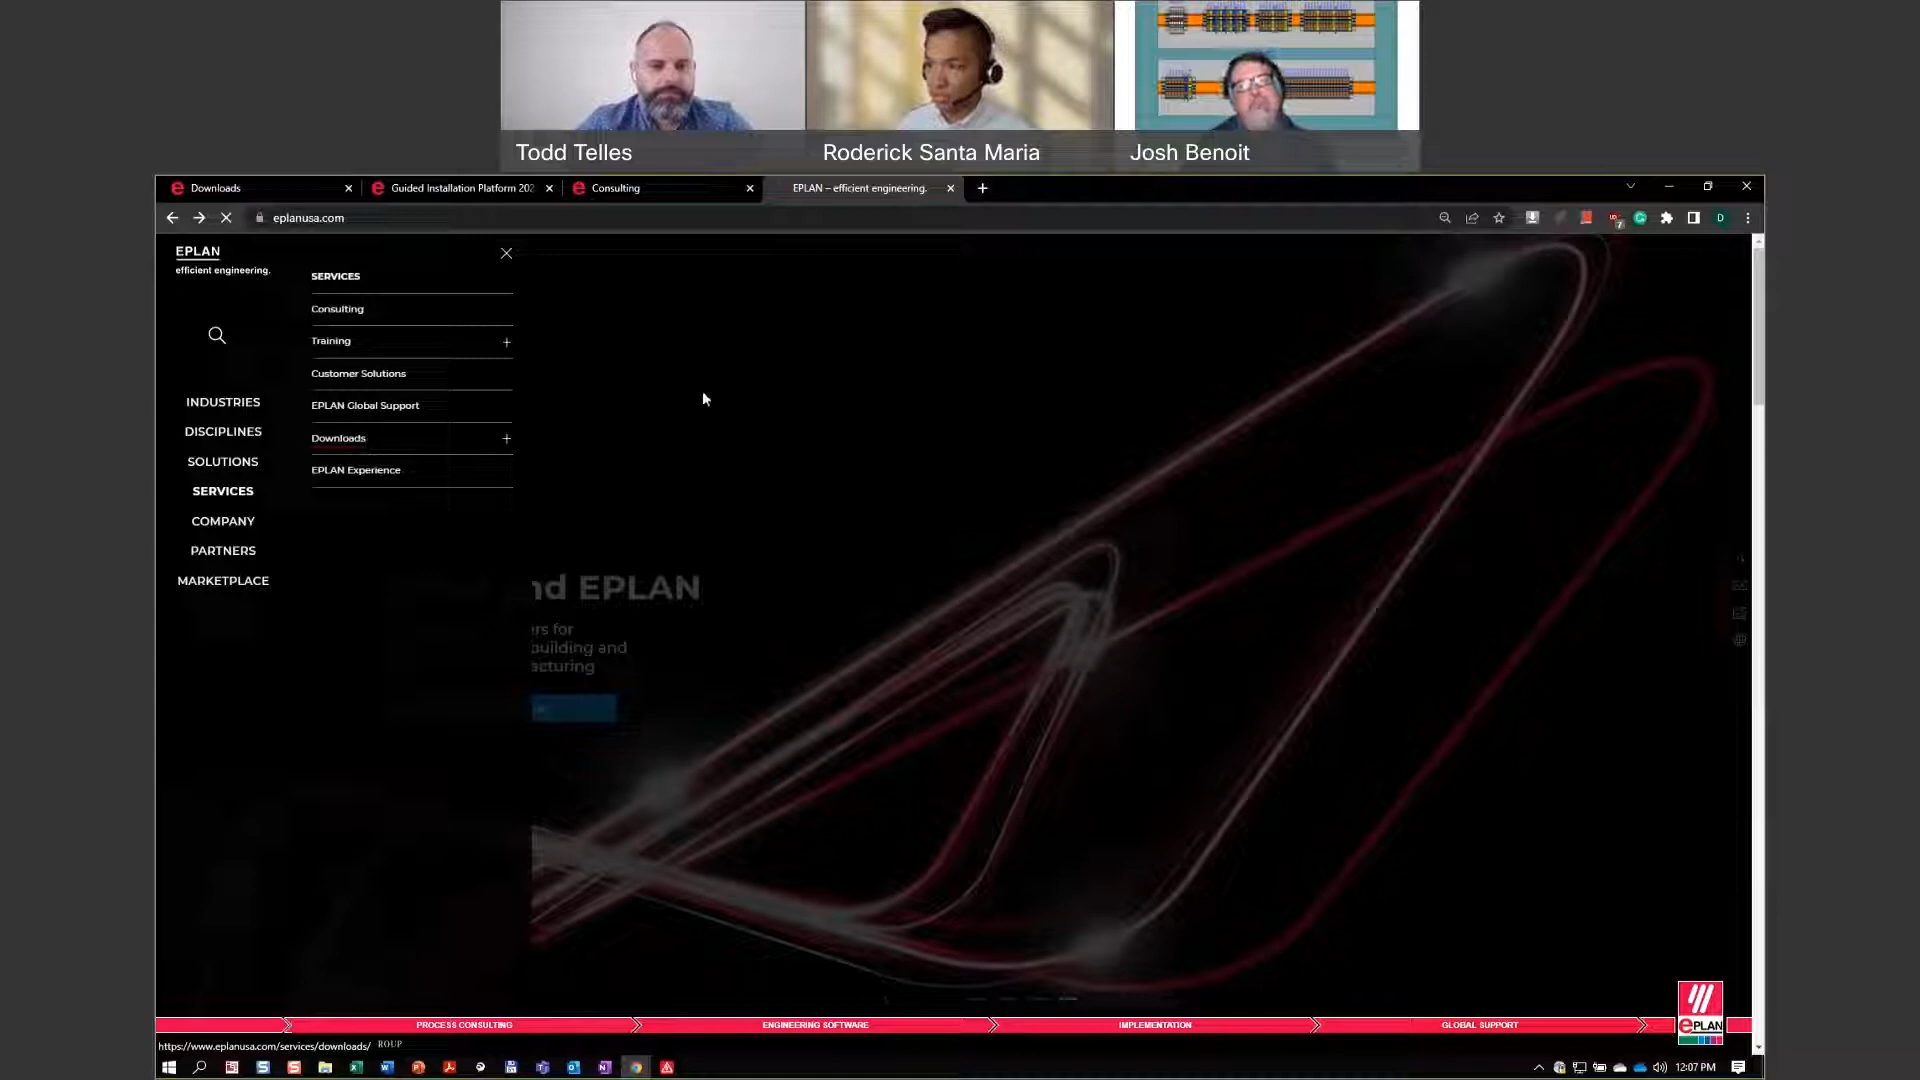 Todd Telles
Roderick Santa Maria
Josh Benoit
Downloads
Guided Installation Platform 202
Consulting
EPLAN – efficient engineering.
eplanusa.com
D
7
EPLAN
efficient engineering.
SERVICES
Consulting
Training
Customer Solutions
EPLAN Global Support
Downloads
EPLAN Experience
INDUSTRIES
DISCIPLINES
SOLUTIONS
SERVICES
COMPANY
PARTNERS
MARKETPLACE
nd EPLAN
ers for
building and
acturing
PROCESS CONSULTING
ENGINEERING SOFTWARE
IMPLEMENTATION
GLOBAL SUPPORT
ePLAN
https://www.eplanusa.com/services/downloads/
ROUP
12:07 PM